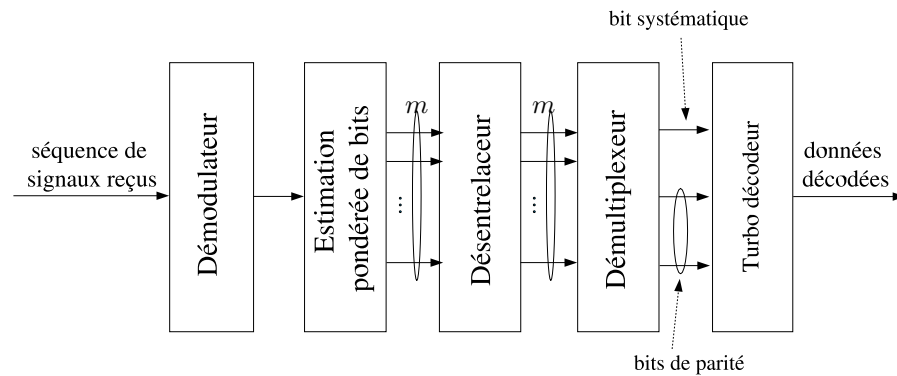 bit systématique
séquence de
signaux reçus
Démodulateur
Estimation
pondérée de bits
m
...
Désentrelaceur
m
...
Démultiplexeur
Turbo décodeur
données
décodées
bits de parité